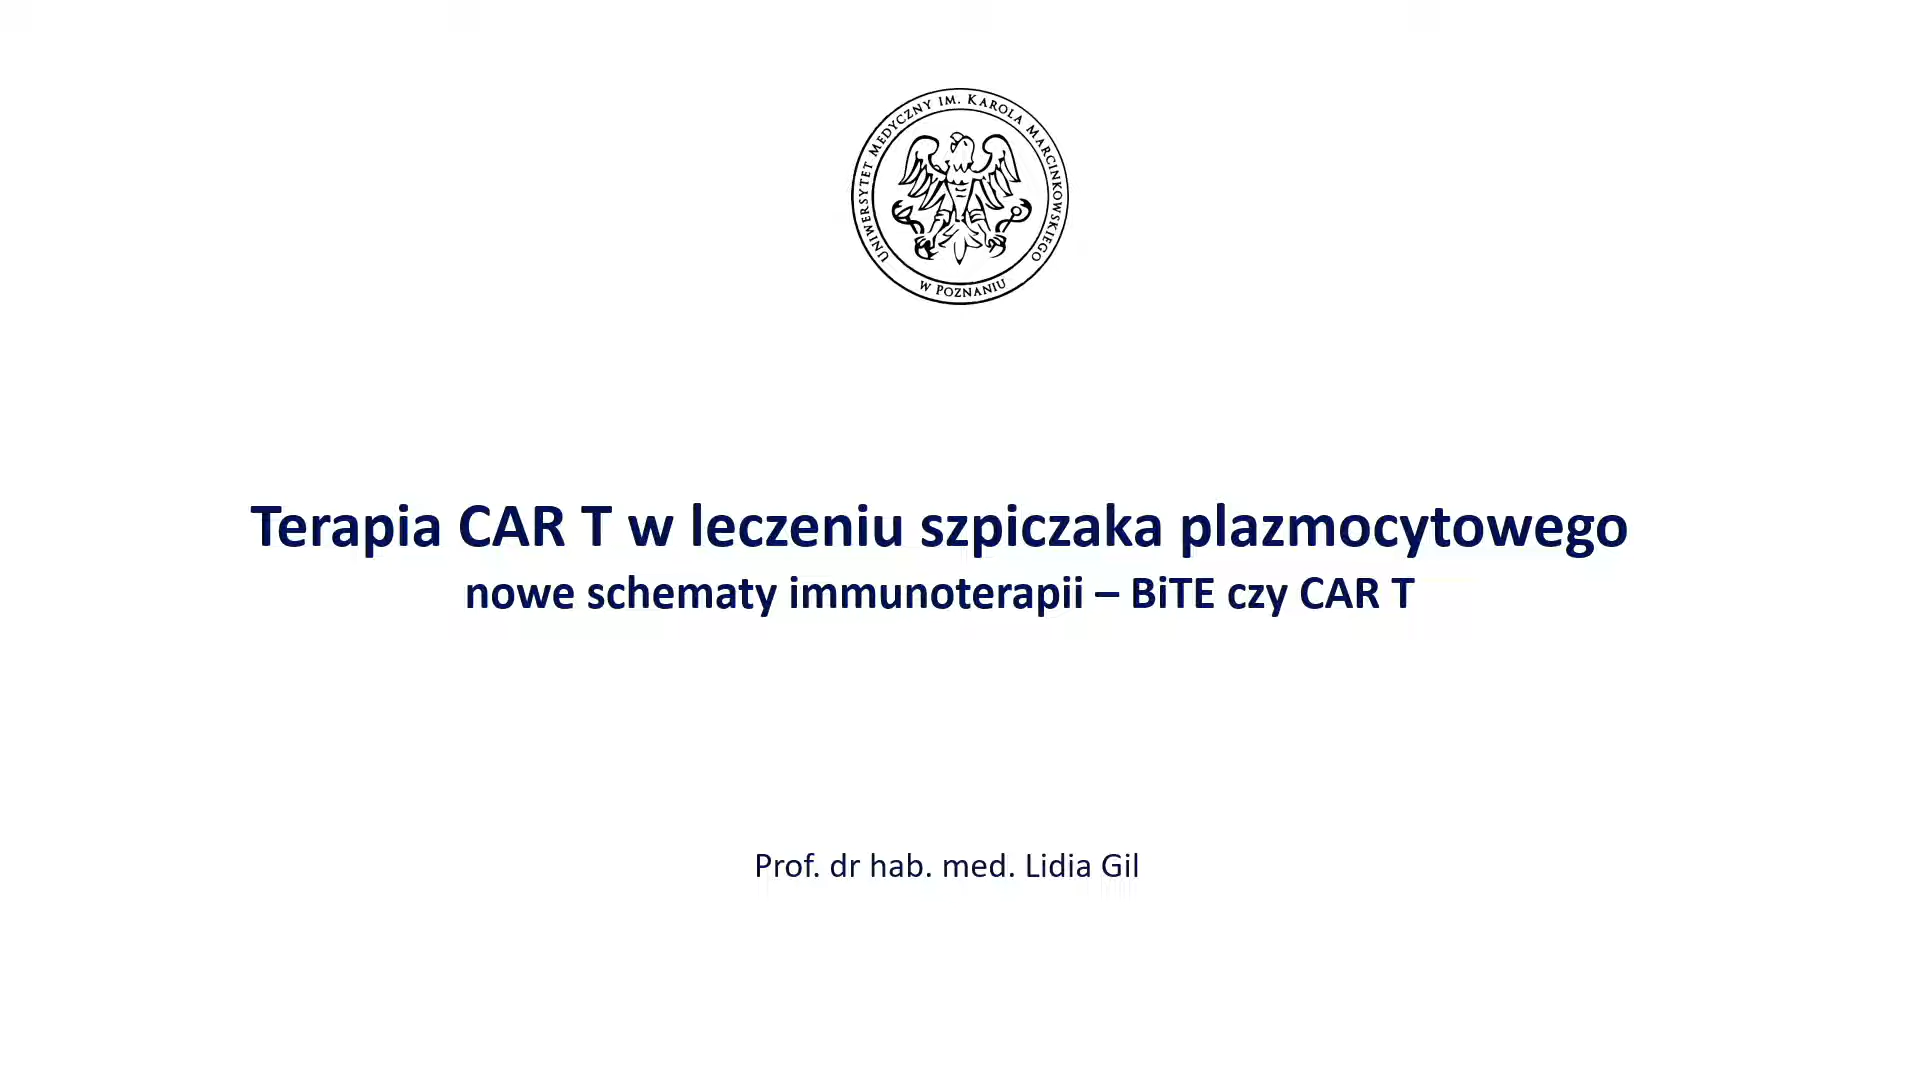 UNIWERSYTET MEDYCZNY IM. KAROLA MARCINKOWSKIEGO
W POZNANIU
Terapia CAR T w leczeniu szpiczaka plazmocytowego
nowe schematy immunoterapii – BiTE czy CAR T
Prof. dr hab. med. Lidia Gil